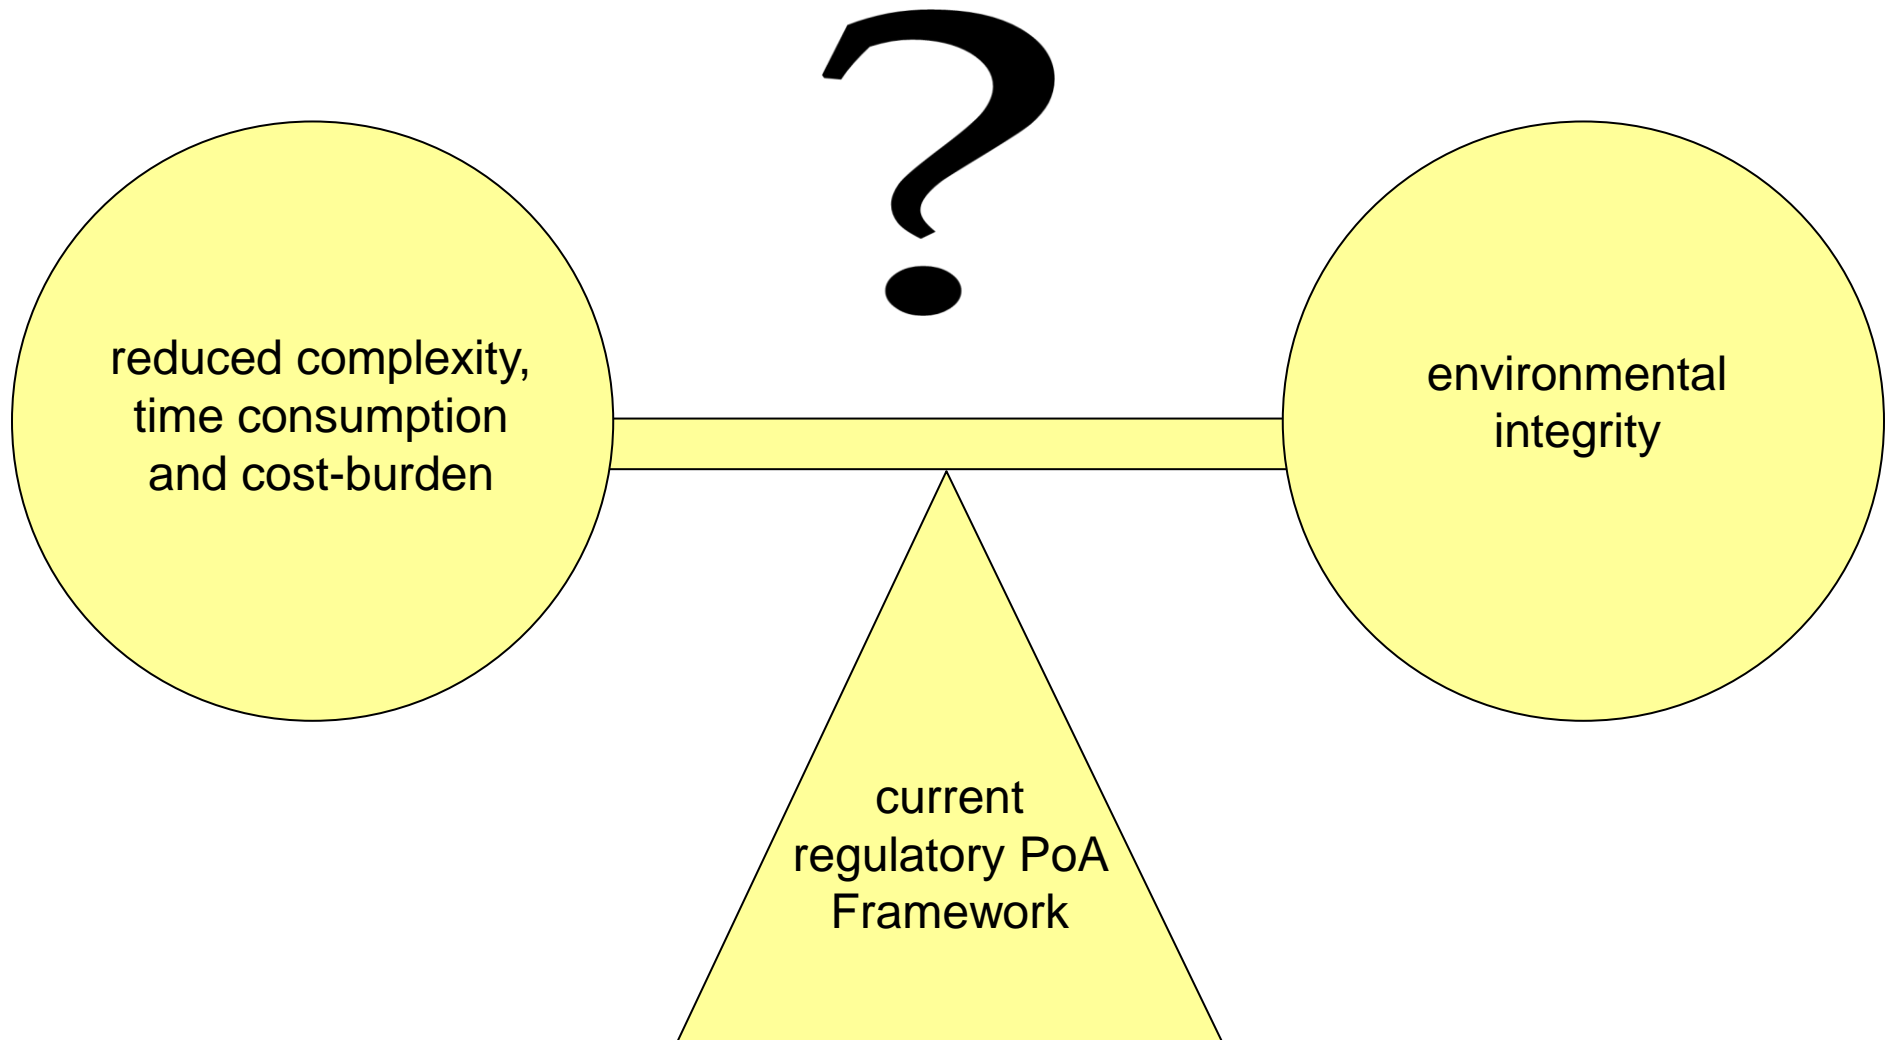 ?
reduced complexity,
time consumption
and cost-burden
environmental
integrity
current
regulatory PoA
Framework